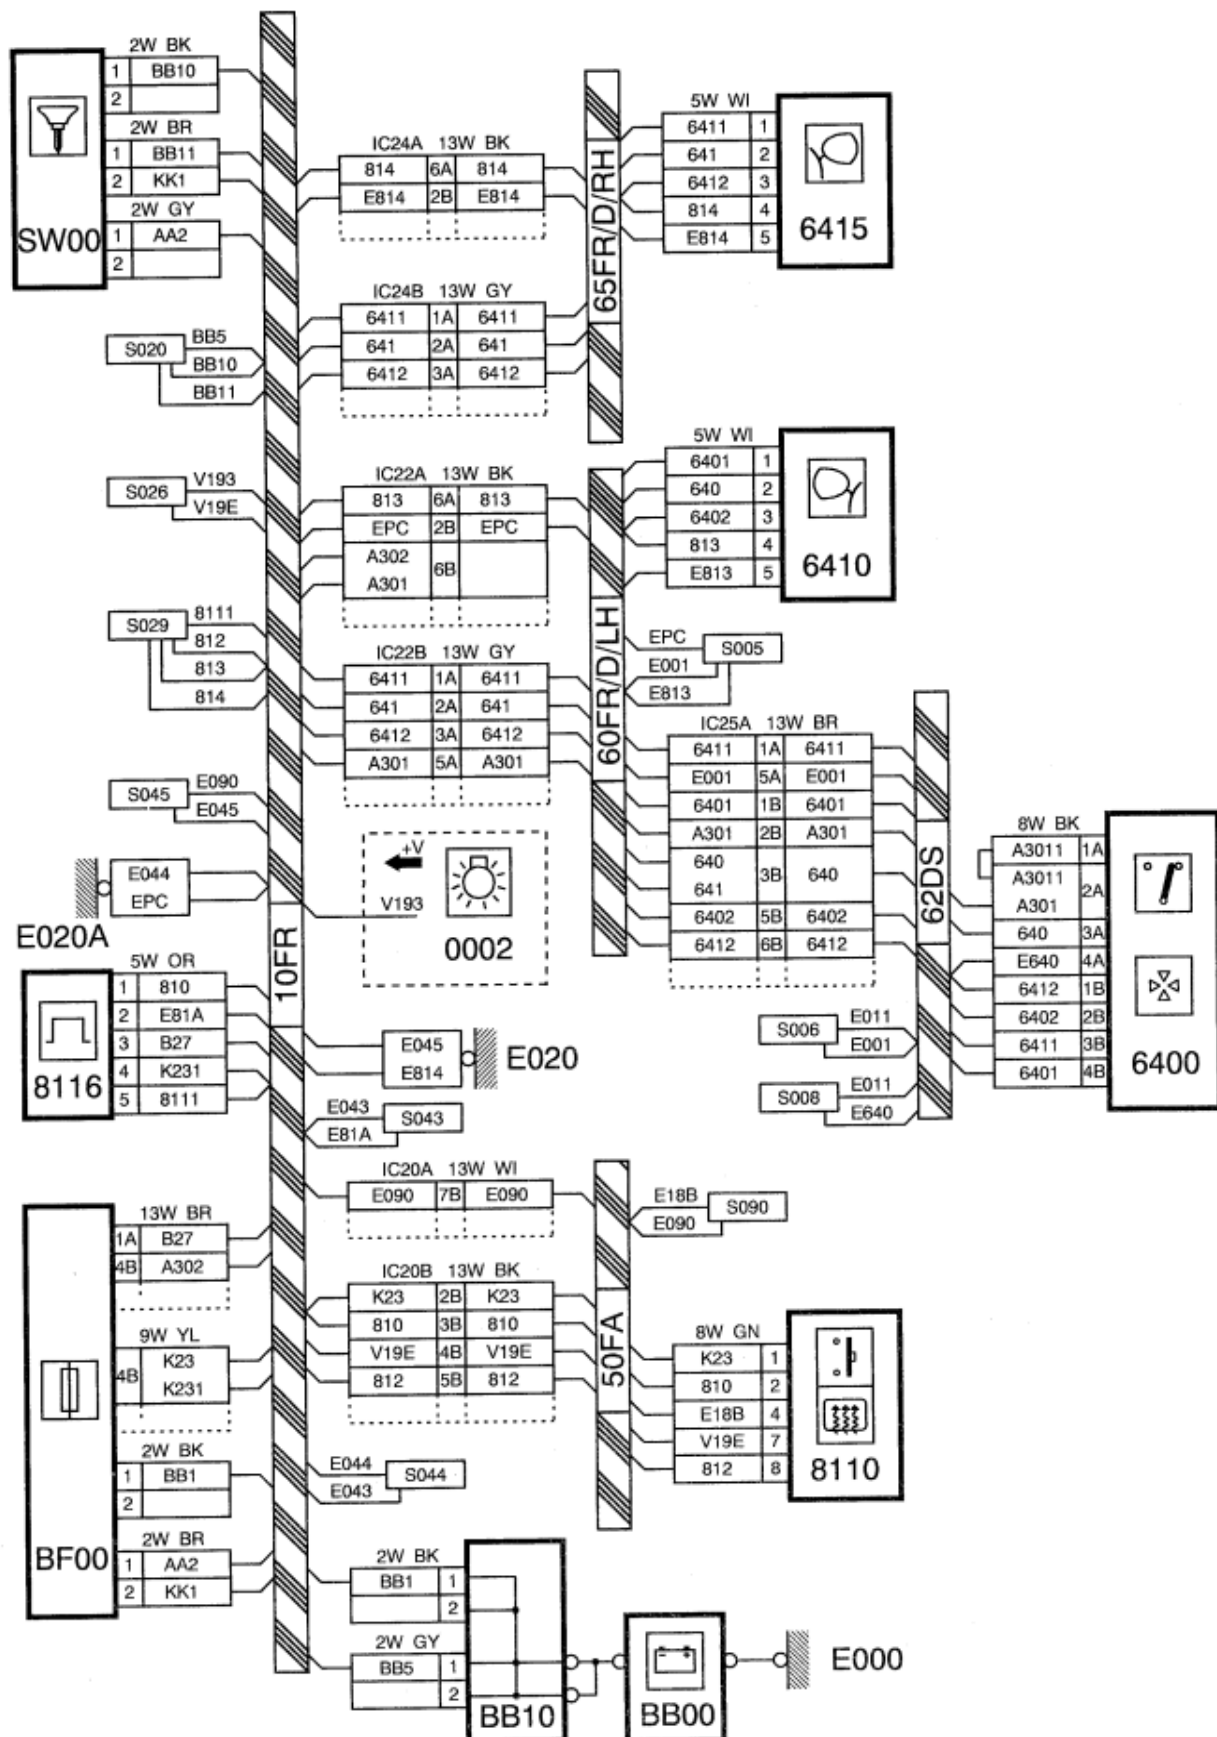 2W BK
1 BB10
2
2W BR
1 BB11
2 KK1
2W GY
1 AA2
2
SW00
S020
BB5
BB10
BB11
S026
V193
V19E
S029
8111
812
813
814
S045
E090
E045
E044
EPC
E020A
5W OR
1 810
2 E81A
3 B27
4 K231
5 8111
8116
13W BR
1A B27
4B A302
9W YL
4B K23
K231
2W BK
1 BB1
2
2W BR
1 AA2
2 KK1
BF00
10FR
IC24A 13W BK
814 6A 814
E814 2B E814
IC24B 13W GY
6411 1A 6411
641 2A 641
6412 3A 6412
65FR/D/RH
5W WI
6411 1
641 2
6412 3
814 4
E814 5
6415
IC22A 13W BK
813 6A 813
EPC 2B EPC
A302
A301 6B
IC22B 13W GY
6411 1A 6411
641 2A 641
6412 3A 6412
A301 5A A301
60FR/D/LH
5W WI
6401 1
640 2
6402 3
813 4
E813 5
6410
EPC
E001
E813
S005
IC25A 13W BR
6411 1A 6411
E001 5A E001
6401 1B 6401
A301 2B A301
640
641 3B 640
6402 5B 6402
6412 6B 6412
62DS
8W BK
A3011 1A
A3011
A301 2A
640 3A
E640 4A
6412 1B
6402 2B
6411 3B
6401 4B
6400
S006
E011
E001
S008
E011
E640
+V
V193
0002
E045
E814
E020
E043
E81A
S043
IC20A 13W WI
E090 7B E090
E18B
E090
S090
IC20B 13W BK
K23 2B K23
810 3B 810
V19E 4B V19E
812 5B 812
50FA
8W GN
K23 1
810 2
E18B 4
V19E 7
812 8
8110
E044
E043
S044
2W BK
BB1 1
2
2W GY
BB5 1
2
BB10
BB00
E000